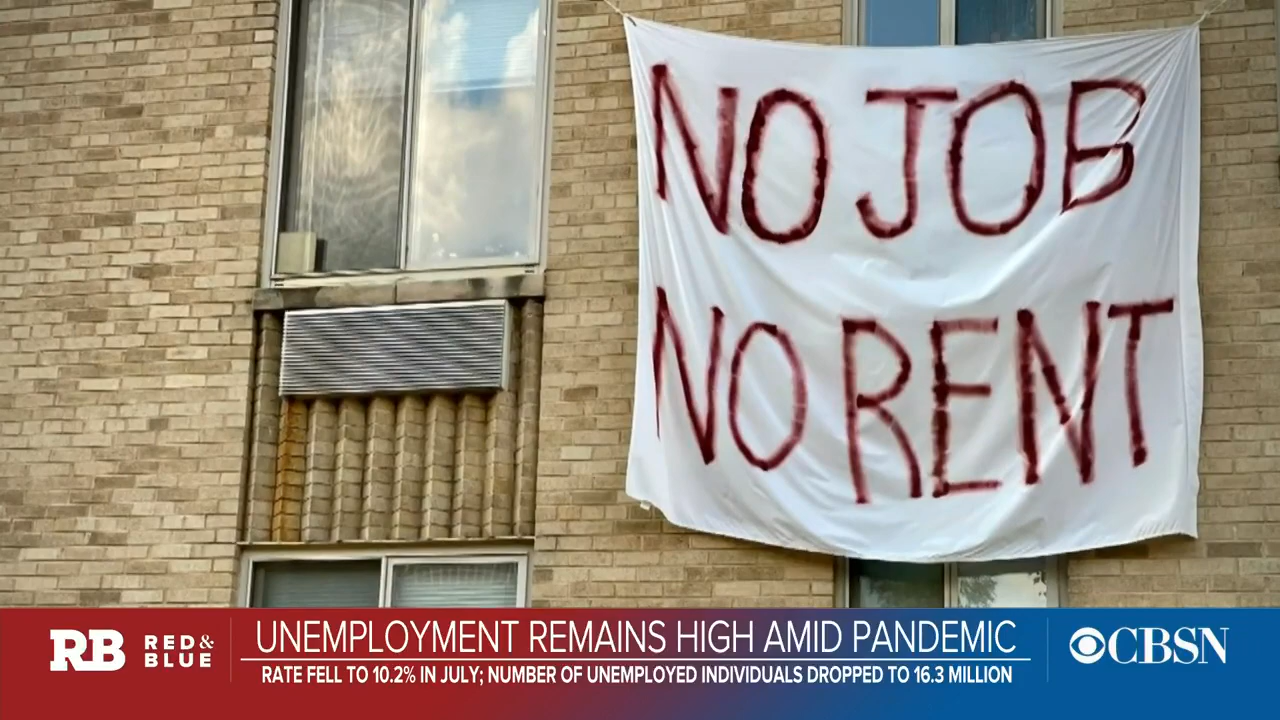 NO JOB
NO RENT
RB RED& BLUE
UNEMPLOYMENT REMAINS HIGH AMID PANDEMIC
RATE FELL TO 10.2% IN JULY; NUMBER OF UNEMPLOYED INDIVIDUALS DROPPED TO 16.3 MILLION
CBSN